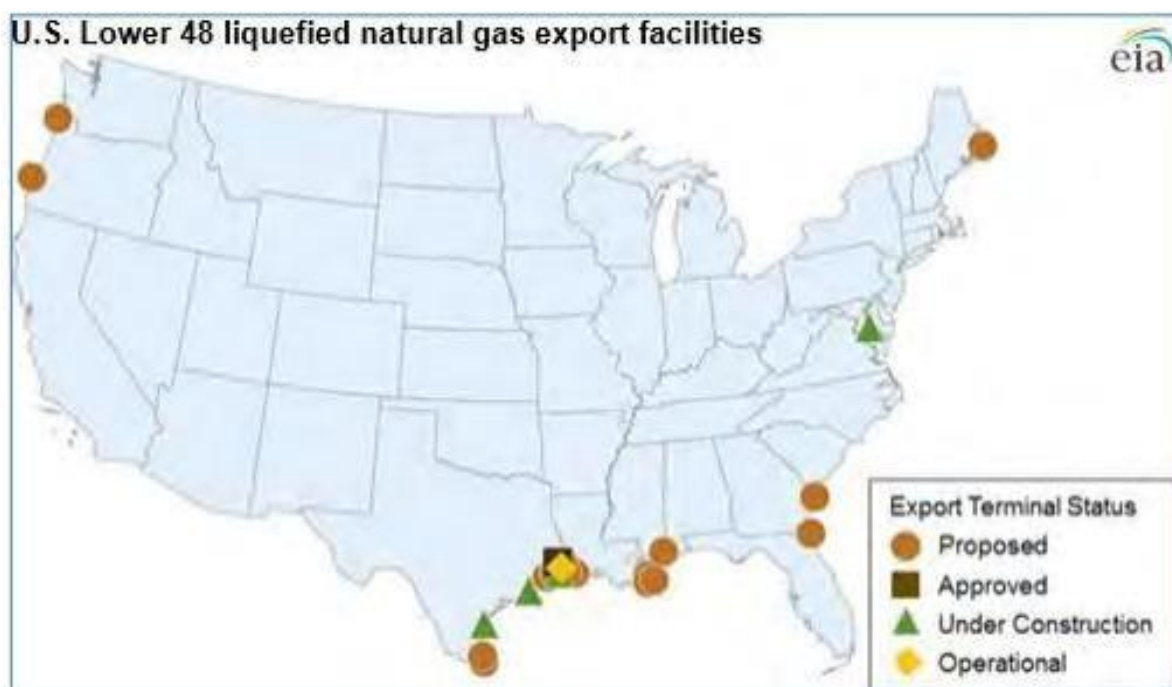 U.S. Lower 48 liquefied natural gas export facilities
eia
Export Terminal Status
Proposed
Approved
Under Construction
Operational